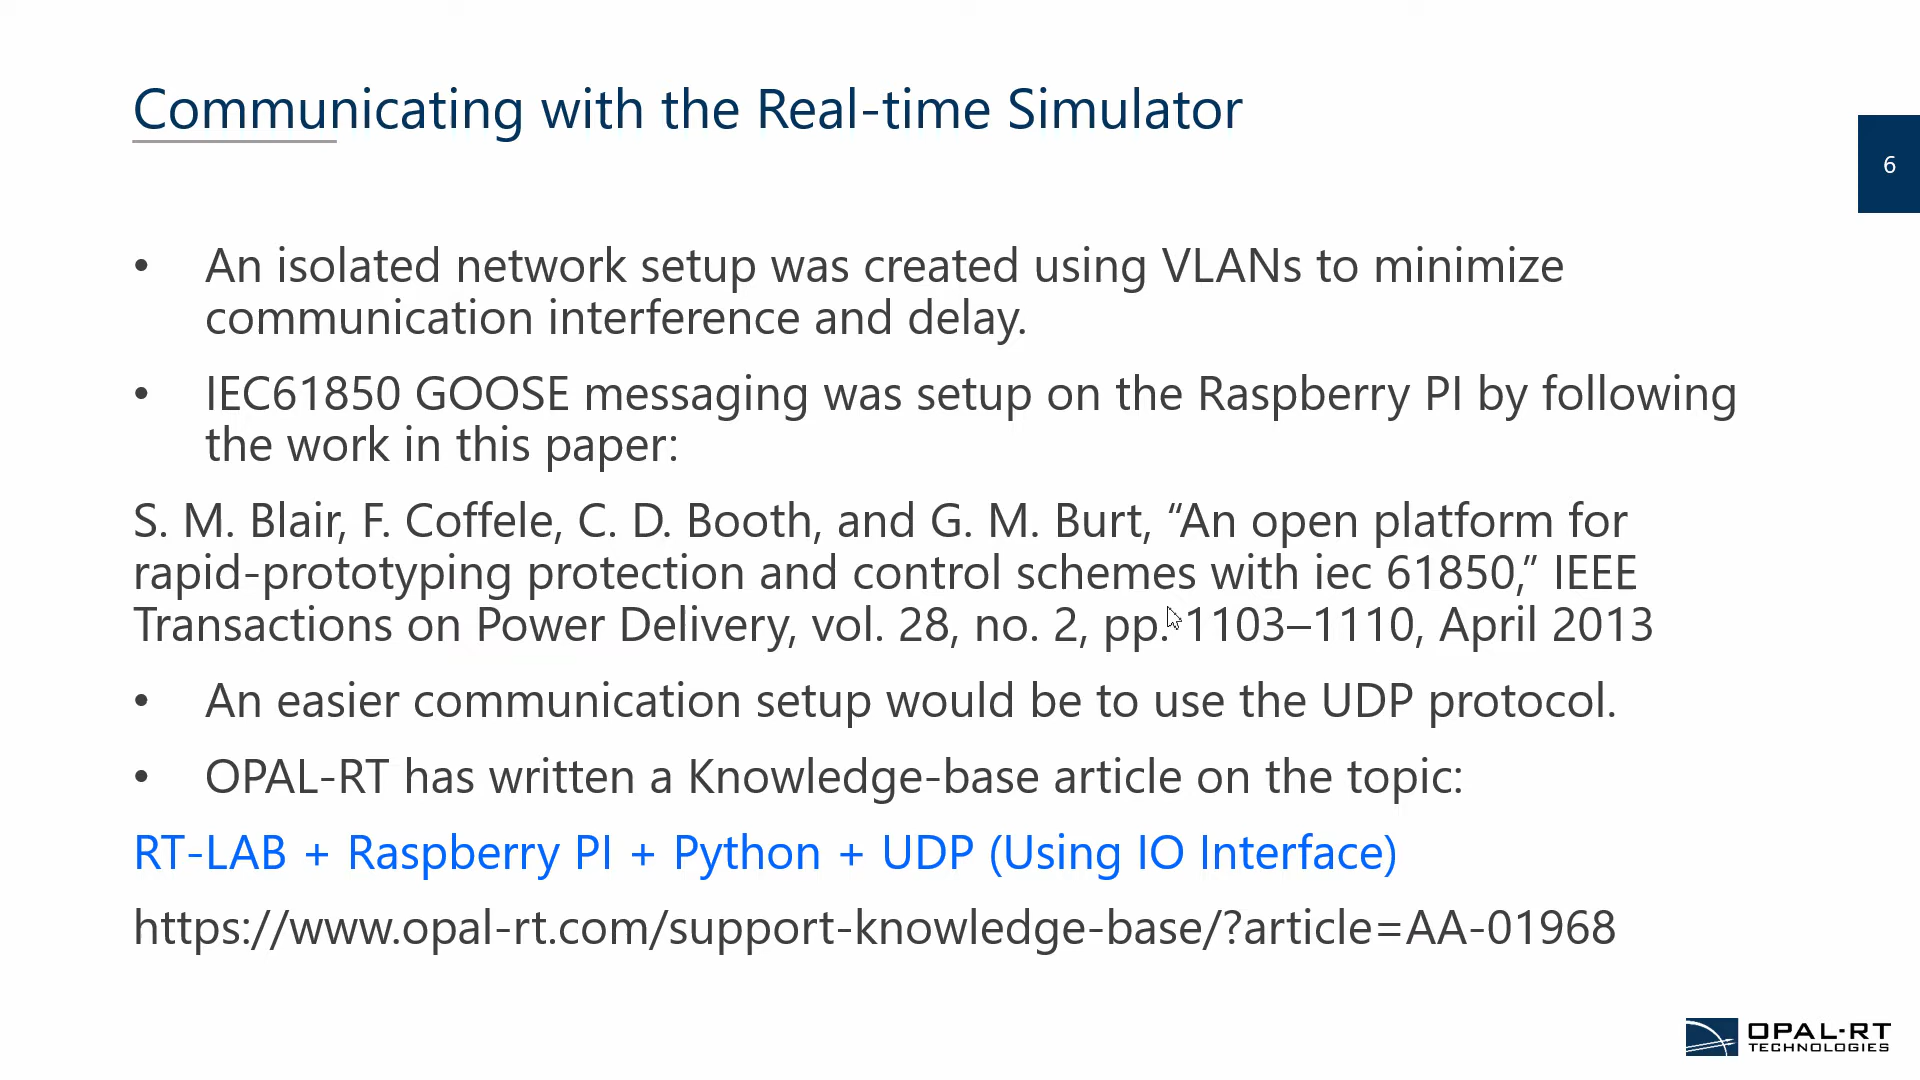 Communicating with the Real-time Simulator
6
• An isolated network setup was created using VLANs to minimize
communication interference and delay.
• IEC61850 GOOSE messaging was setup on the Raspberry PI by following
the work in this paper:
S. M. Blair, F. Coffele, C. D. Booth, and G. M. Burt, “An open platform for
rapid-prototyping protection and control schemes with iec 61850,” IEEE
Transactions on Power Delivery, vol. 28, no. 2, pp. 1103–1110, April 2013
• An easier communication setup would be to use the UDP protocol.
• OPAL-RT has written a Knowledge-base article on the topic:
RT-LAB + Raspberry PI + Python + UDP (Using IO Interface)
https://www.opal-rt.com/support-knowledge-base/?article=AA-01968
OPAL-RT
TECHNOLOGIES